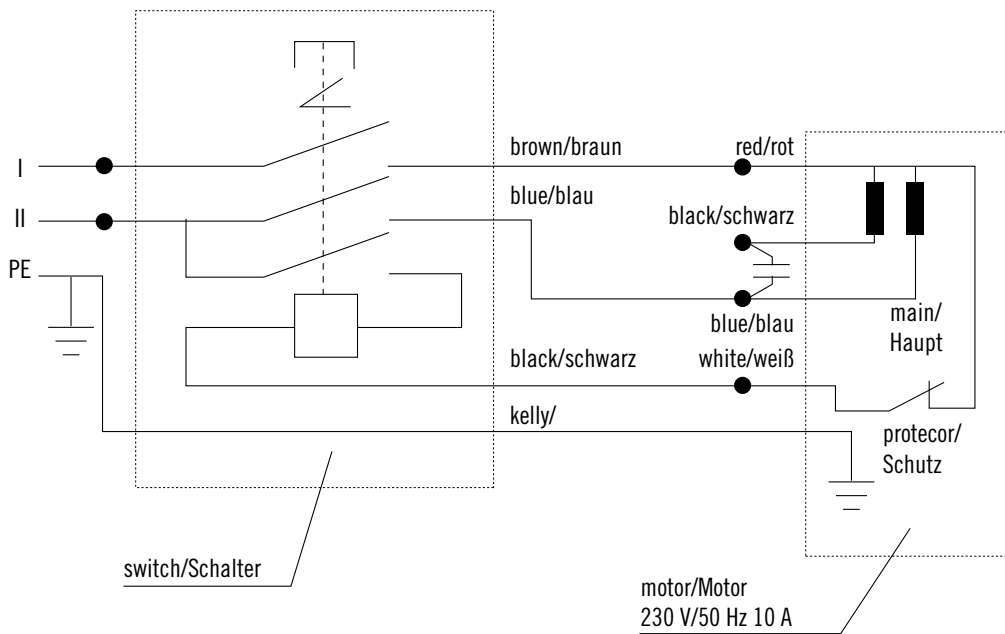 I
brown/braun
red/rot
II
blue/blau
black/schwarz
PE
blue/blau
main/
Haupt
black/schwarz
white/weiß
kelly/
protecor/
Schutz
switch/Schalter
motor/Motor
230 V/50 Hz 10 A